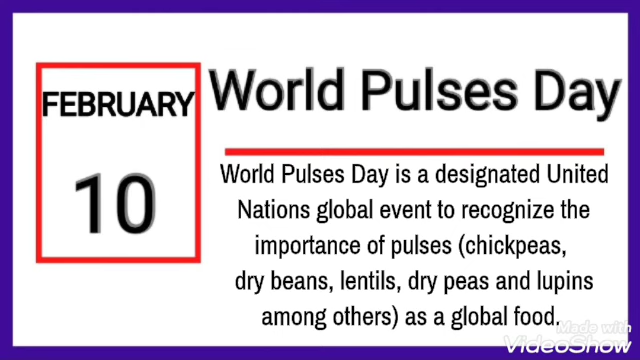 FEBRUARY
10
World Pulses Day
World Pulses Day is a designated United
Nations global event to recognize the
importance of pulses (chickpeas,
dry beans, lentils, dry peas and lupins
among others) as a global food.
Made with
VideoShow